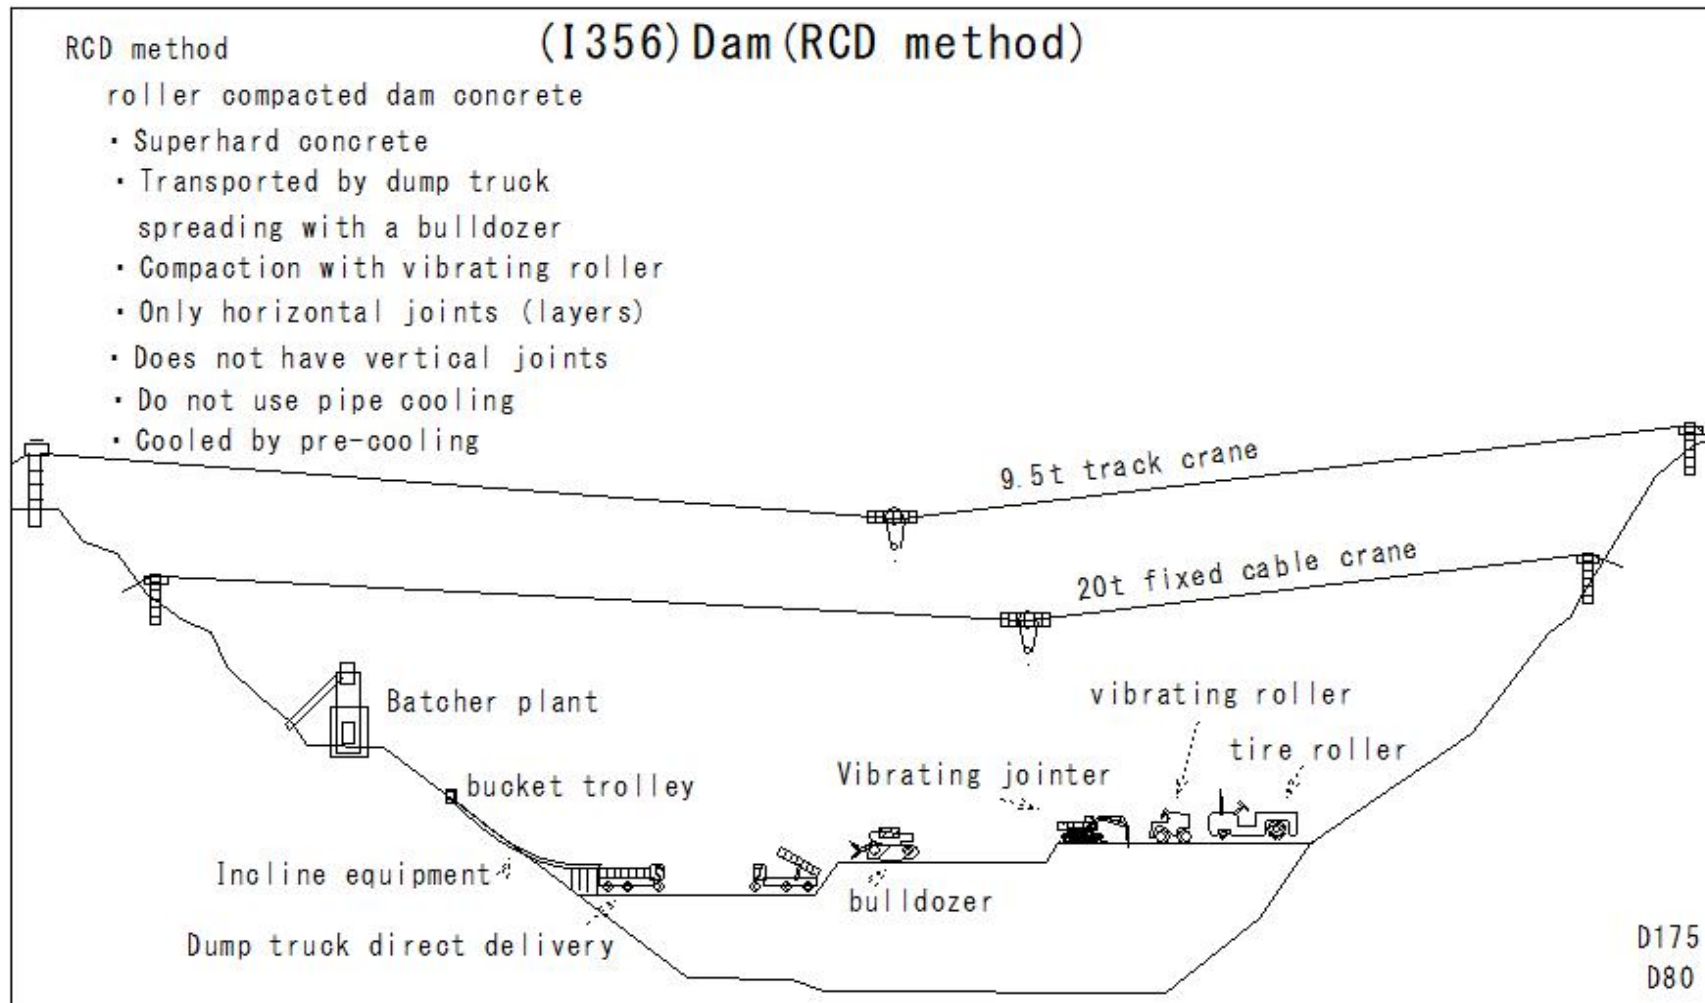 (I356)Dam(RCD method)
RCD method
roller compacted dam concrete
・Superhard concrete
・Transported by dump truck
spreading with a bulldozer
・Compaction with vibrating roller
・Only horizontal joints (layers)
・Does not have vertical joints
・Do not use pipe cooling
・Cooled by pre-cooling
9.5t track crane
20t fixed cable crane
Batcher plant
vibrating roller
tire roller
Vibrating jointer
bucket trolley
Incline equipment
bulldozer
Dump truck direct delivery
D175
D80